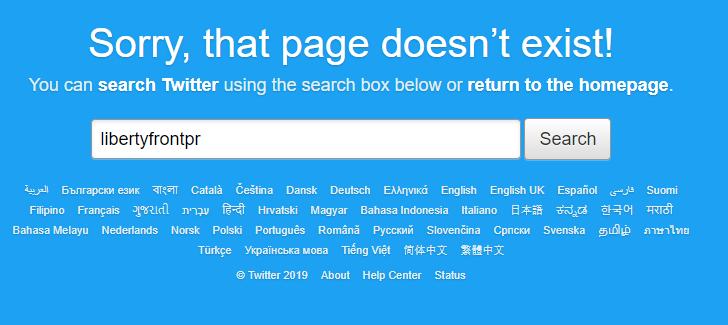 Sorry, that page doesn’t exist!
You can search Twitter using the search box below or return to the homepage.
libertyfrontpr Search
العربية Български език বাংলা Català Čeština Dansk Deutsch Ελληνικά English English UK Español فارسی Suomi
Filipino Français ગુજરાતી עִבְרִית हिन्दी Hrvatski Magyar Bahasa Indonesia Italiano 日本語 ಕನ್ನಡ 한국어 मराठी
Bahasa Melayu Nederlands Norsk Polski Português Română Русский Slovenčina Српски Svenska தமிழ் ภาษาไทย
Türkçe Українська мова Tiếng Việt 简体中文 繁體中文
© Twitter 2019 About Help Center Status